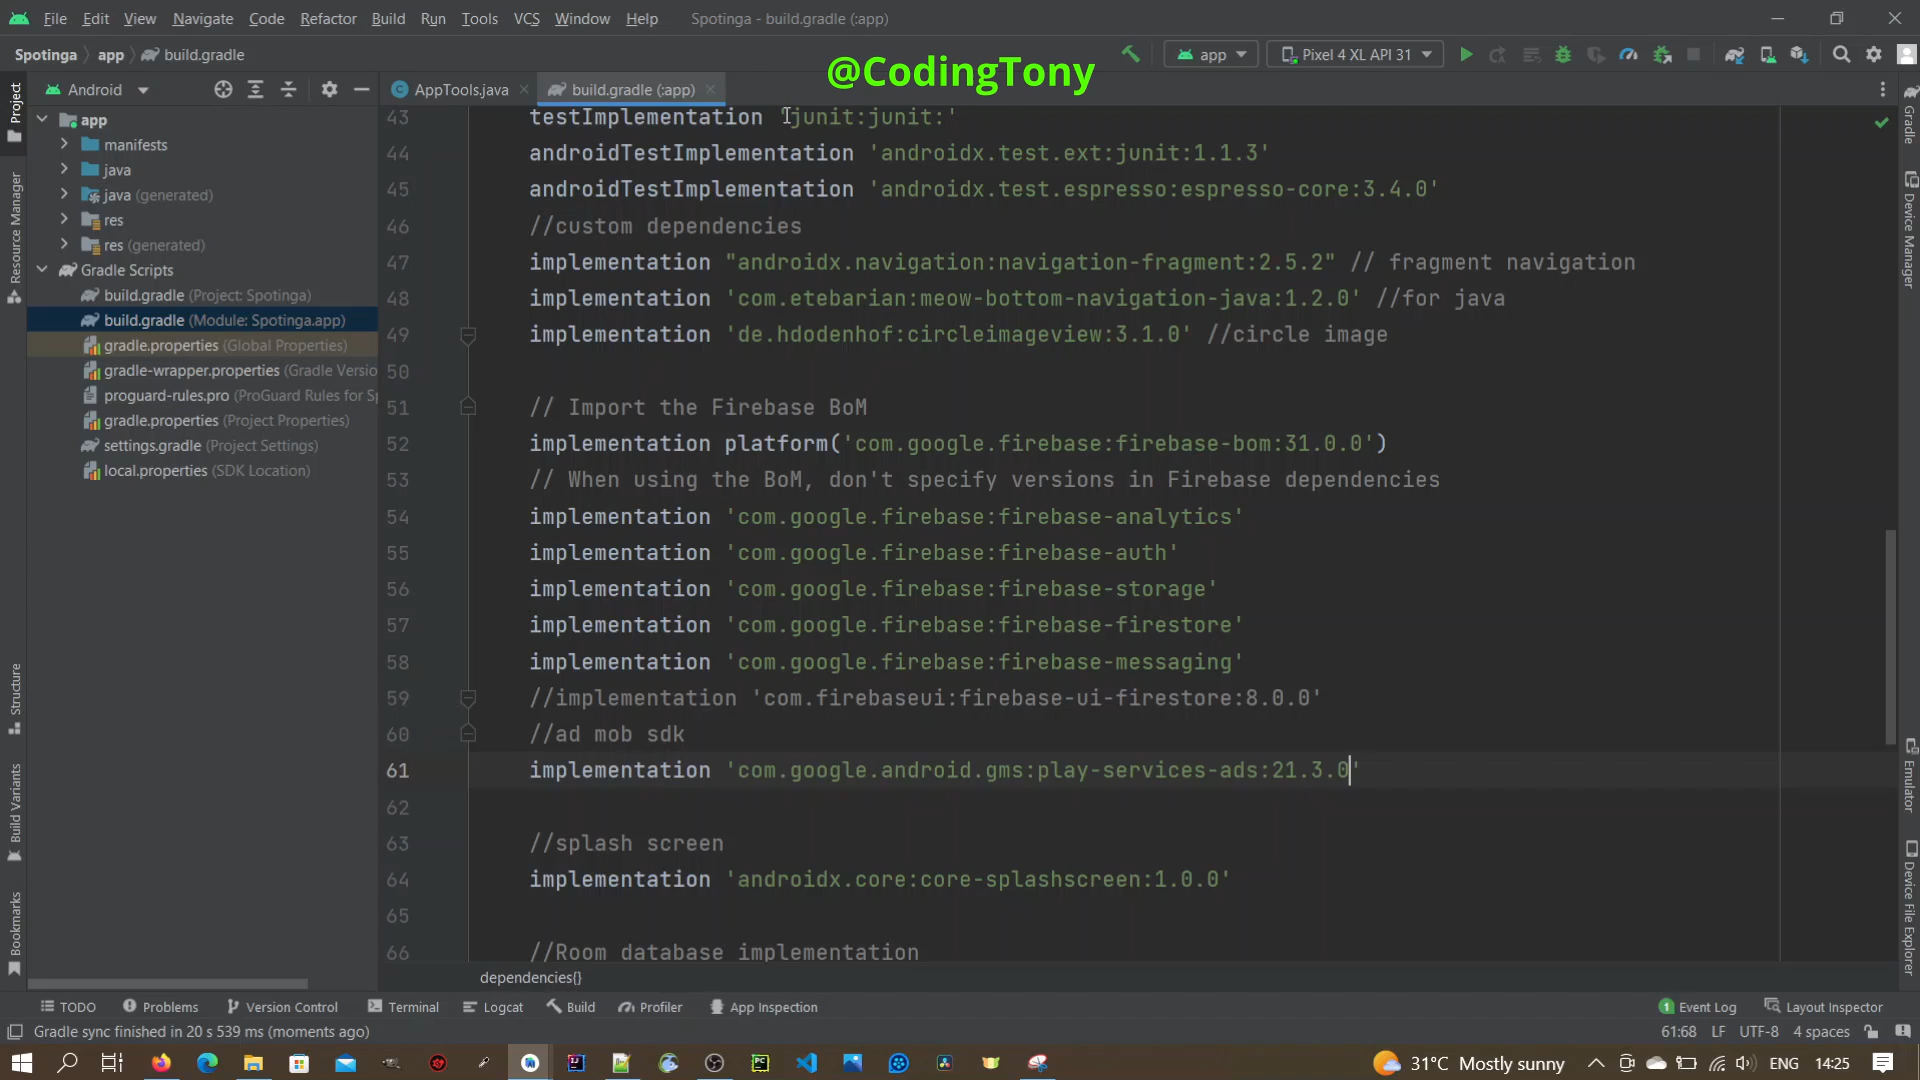 File Edit View Navigate Code Refactor Build Run Tools VCS Window Help Spotinga - build.gradle (:app)
Spotinga app build.gradle app Pixel 4 XL API 31
@CodingTony
Android AppTools.java build.gradle (:app)
Project
Resource Manager
Structure
Build Variants
Bookmarks
app
manifests
java
java (generated)
res
res (generated)
Gradle Scripts
build.gradle (Project: Spotinga)
build.gradle (Module: Spotinga.app)
gradle.properties (Global Properties)
gradle-wrapper.properties (Gradle Versio
proguard-rules.pro (ProGuard Rules for Sp
gradle.properties (Project Properties)
settings.gradle (Project Settings)
local.properties (SDK Location)
43 testImplementation 'junit:junit:'
44 androidTestImplementation 'androidx.test.ext:junit:1.1.3'
45 androidTestImplementation 'androidx.test.espresso:espresso-core:3.4.0'
46 //custom dependencies
47 implementation "androidx.navigation:navigation-fragment:2.5.2" // fragment navigation
48 implementation 'com.etebarian:meow-bottom-navigation-java:1.2.0' //for java
49 implementation 'de.hdodenhof:circleimageview:3.1.0' //circle image
50
51 // Import the Firebase BoM
52 implementation platform('com.google.firebase:firebase-bom:31.0.0')
53 // When using the BoM, don't specify versions in Firebase dependencies
54 implementation 'com.google.firebase:firebase-analytics'
55 implementation 'com.google.firebase:firebase-auth'
56 implementation 'com.google.firebase:firebase-storage'
57 implementation 'com.google.firebase:firebase-firestore'
58 implementation 'com.google.firebase:firebase-messaging'
59 //implementation 'com.firebaseui:firebase-ui-firestore:8.0.0'
60 //ad mob sdk
61 implementation 'com.google.android.gms:play-services-ads:21.3.0'
62
63 //splash screen
64 implementation 'androidx.core:core-splashscreen:1.0.0'
65
66 //Room database implementation
Gradle
Device Manager
Emulator
Device File Explorer
dependencies{}
TODO Problems Version Control Terminal Logcat Build Profiler App Inspection 1 Event Log Layout Inspector
Gradle sync finished in 20 s 539 ms (moments ago) 61:68 LF UTF-8 4 spaces
31°C Mostly sunny ENG 14:25